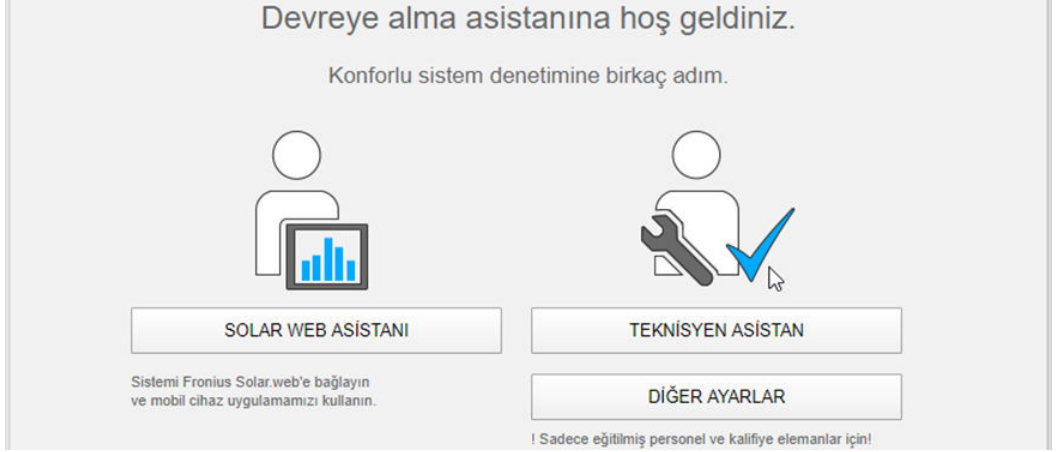 Devreye alma asistanına hoş geldiniz.
Konforlu sistem denetimine birkaç adım.
SOLAR WEB ASİSTANI
TEKNİSYEN ASİSTAN
Sistemi Fronius Solar.web'e bağlayın
ve mobil cihaz uygulamamızı kullanın.
DİĞER AYARLAR
! Sadece eğitilmiş personel ve kalifiye elemanlar için!